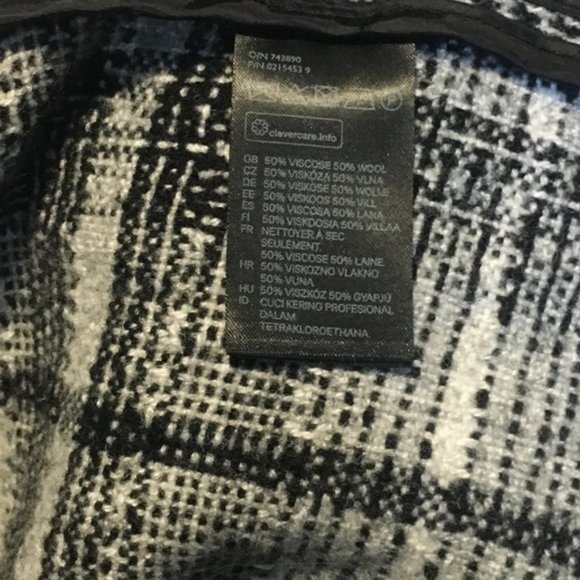 O/N 743890
P/N 0215453 9
clevercare.info
GB 50% VISCOSE 50% WOOL
CZ 50% VISKÓZA 50% VLNA
DE 50% VISKOSE 50% WOLLE
EE 50% VISKOOS 50% VILL
ES 50% VISCOSA 50% LANA
FI 50% VISKOOSIA 50% VILLAA
FR NETTOYER À SEC
SEULEMENT.
50% VISCOSE 50% LAINE
HR 50% VISKOZNO VLAKNO
50% VUNA
HU 50% VISZKÓZ 50% GYAPJÚ
ID CUCI KERING PROFESIONAL
DALAM
TETRAKLOROETHANA.